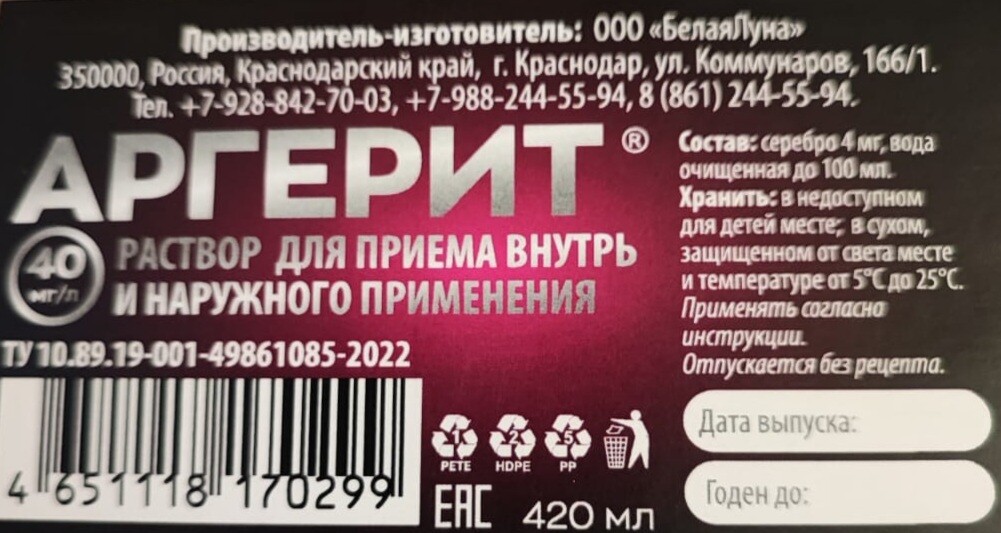 Производитель-изготовитель: ООО «БелаяЛуна»
350000, Россия, Краснодарский край, г. Краснодар, ул. Коммунаров, 166/1.
Тел. +7-928-842-70-03, +7-988-244-55-94, 8 (861) 244-55-94.
АРГЕРИТ ®
40
мг/л
РАСТВОР ДЛЯ ПРИЕМА ВНУТРЬ
И НАРУЖНОГО ПРИМЕНЕНИЯ
ТУ 10.89.19-001-49861085-2022
Состав: серебро 4 мг, вода
очищенная до 100 мл.
Хранить: в недоступном
для детей месте; в сухом,
защищенном от света месте
и температуре от 5°С до 25°С.
Применять согласно
инструкции.
Отпускается без рецепта.
4 651118 170299
1 2 5
PETE HDPE PP
EAC 420 мл
Дата выпуска:
Годен до: